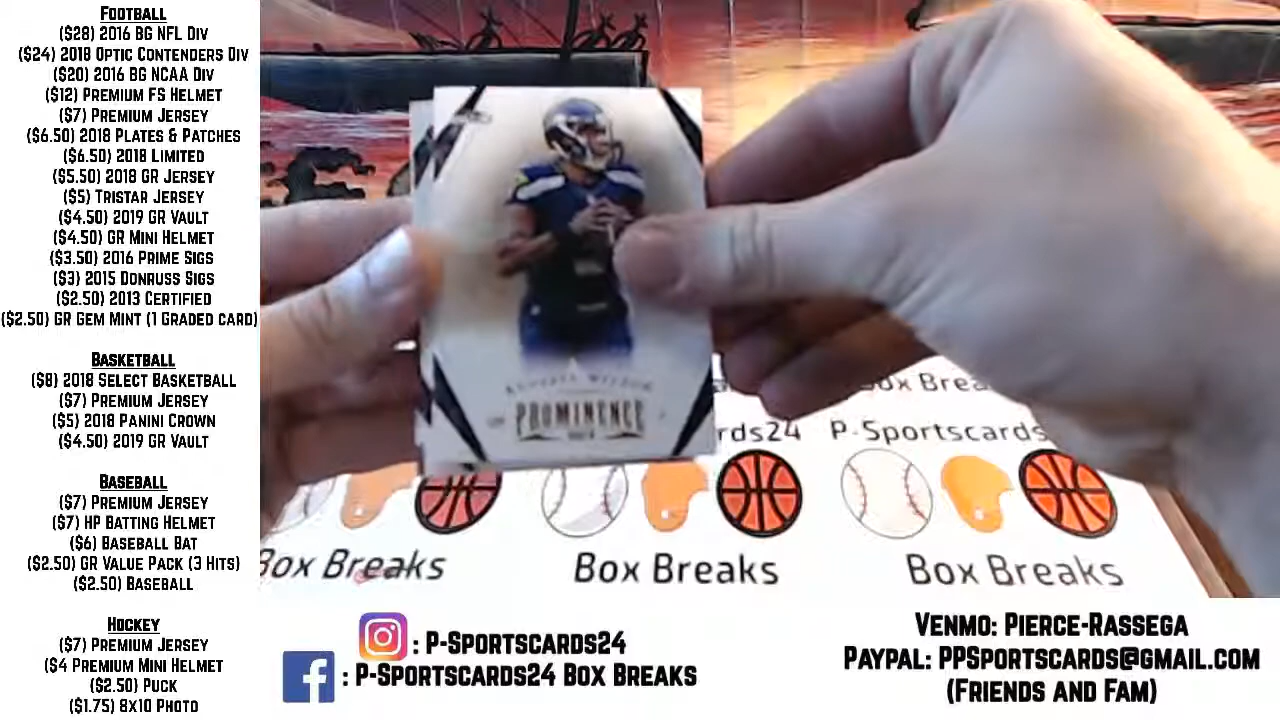 FOOTBALL
($28) 2016 BG NFL DIV
($24) 2018 OPTIC CONTENDERS DIV
($20) 2016 BG NCAA DIV
($12) PREMIUM FS HELMET
($7) PREMIUM JERSEY
($6.50) 2018 PLATES & PATCHES
($6.50) 2018 LIMITED
($5.50) 2018 GR JERSEY
($5) TRISTAR JERSEY
($4.50) 2019 GR VAULT
($4.50) GR MINI HELMET
($3.50) 2016 PRIME SIGS
($3) 2015 DONRUSS SIGS
($2.50) 2013 CERTIFIED
($2.50) GR GEM MINT (1 GRADED CARD)
BASKETBALL
($8) 2018 SELECT BASKETBALL
($7) PREMIUM JERSEY
($5) 2018 PANINI CROWN
($4.50) 2019 GR VAULT
BASEBALL
($7) PREMIUM JERSEY
($7) HP BATTING HELMET
($6) BASEBALL BAT
($2.50) GR VALUE PACK (3 HITS)
($2.50) BASEBALL
HOCKEY
($7) PREMIUM JERSEY
($4 PREMIUM MINI HELMET
($2.50) PUCK
($1.75) 8X10 PHOTO
RUSSELL WILSON
PROMINENCE
Box Brea
rds24 P-Sportscards
Box Breaks Box Breaks Box Breaks
: P-SPORTSCARDS24
: P-SPORTSCARDS24 BOX BREAKS
VENMO: PIERCE-RASSEGA
PAYPAL: PPSPORTSCARDS@GMAIL.COM
(FRIENDS AND FAM)